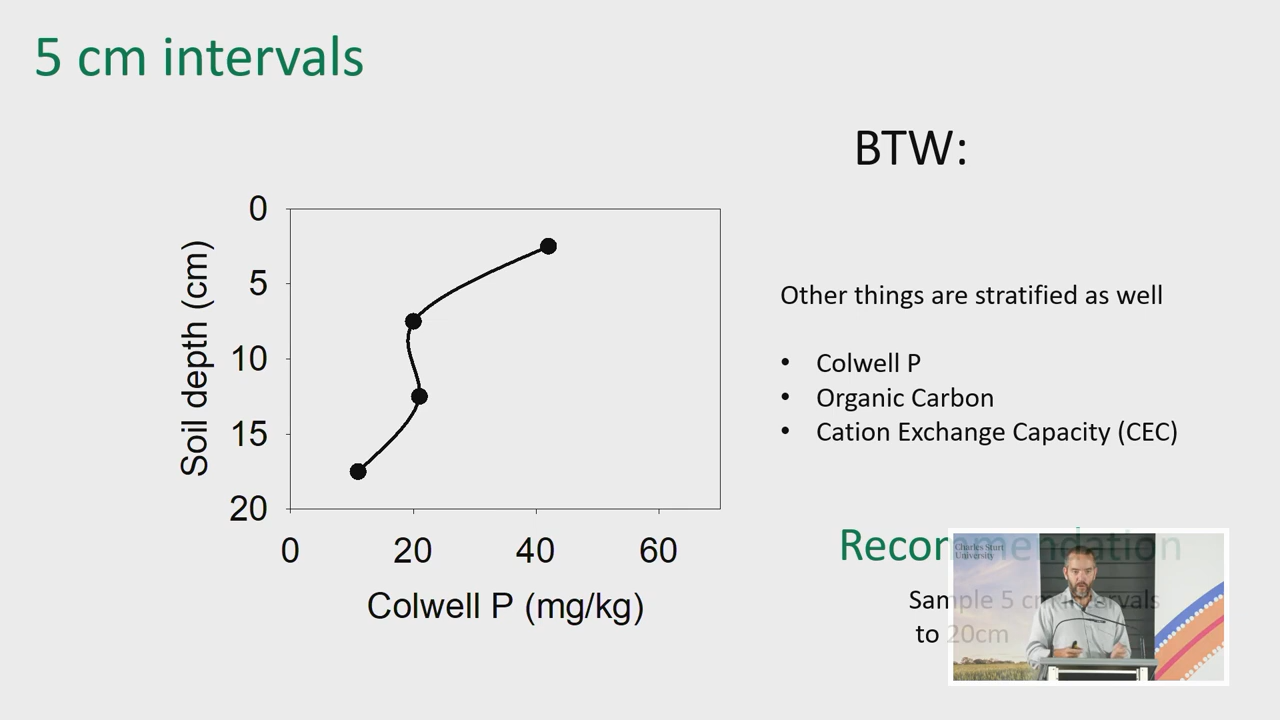 5 cm intervals
BTW:
0
5
10
15
20
Soil depth (cm)
0 20 40 60
Colwell P (mg/kg)
Other things are stratified as well
• Colwell P
• Organic Carbon
• Cation Exchange Capacity (CEC)
Recommendation
Sample 5 cm intervals
to 20cm
Charles Sturt
University